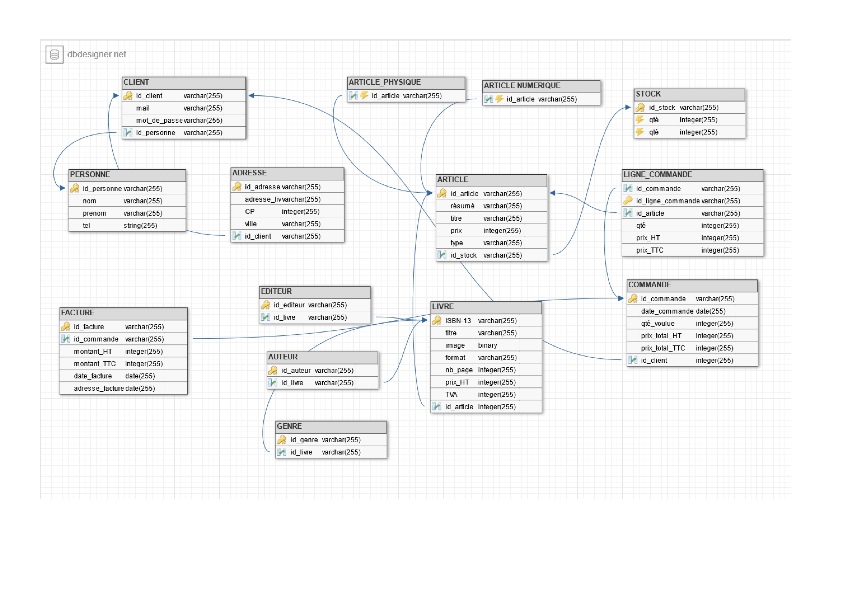 dbdesigner.net
CLIENT
id_client varchar(255)
mail varchar(255)
mot_de_passe varchar(255)
id_personne varchar(255)
ARTICLE_PHYSIQUE
id_article varchar(255)
ARTICLE NUMERIQUE
id_article varchar(255)
STOCK
id_stock varchar(255)
qté integer(255)
qté integer(255)
PERSONNE
id_personne varchar(255)
nom varchar(255)
prenom varchar(255)
tel string(255)
ADRESSE
id_adresse varchar(255)
adresse_livvarchar(255)
CP integer(255)
ville varchar(255)
id_client varchar(255)
ARTICLE
id_article varchar(255)
résumé varchar(255)
titre varchar(255)
prix integer(255)
type varchar(255)
id_stock varchar(255)
LIGNE_COMMANDE
id_commande varchar(255)
id_ligne_commande varchar(255)
id_article varchar(255)
qté integer(255)
prix_HT integer(255)
prix_TTC integer(255)
COMMANDE
id_commande varchar(255)
date_commande date(255)
qté_voulue integer(255)
prix_total_HT integer(255)
prix_total_TTC integer(255)
id_client varchar(255)
EDITEUR
id_editeur varchar(255)
id_livre varchar(255)
FACTURE
id_facture varchar(255)
id_commande varchar(255)
montant_HT integer(255)
montant_TTC integer(255)
date_facture date(255)
adresse_facture date(255)
LIVRE
ISBN-13 varchar(255)
titre varchar(255)
image binary
format varchar(255)
nb_page integer(255)
prix_HT integer(255)
TVA integer(255)
id_article integer(255)
AUTEUR
id_auteur varchar(255)
id_livre varchar(255)
GENRE
id_genre varchar(255)
id_livre varchar(255)